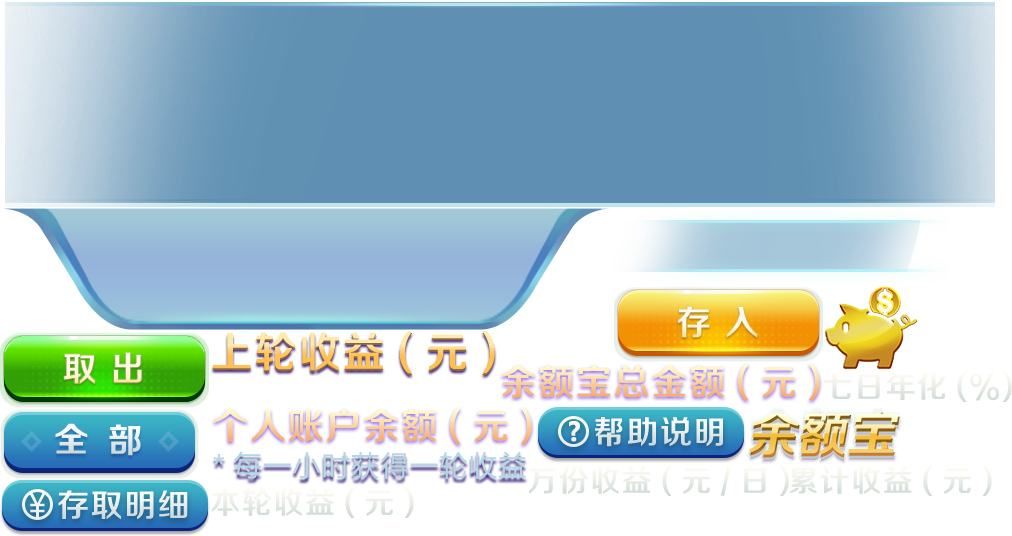 存 入
取 出
上轮收益(元)
余额宝总金额(元)
七日年化(%)
全 部
个人账户余额(元)
帮助说明
余额宝
*每一小时获得一轮收益
万份收益(元/日)
累计收益(元)
存取明细
本轮收益(元)